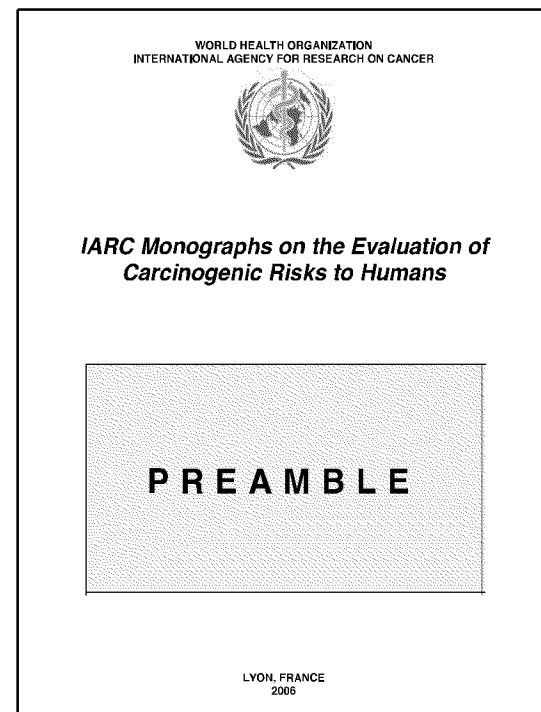 WORLD HEALTH ORGANIZATION
INTERNATIONAL AGENCY FOR RESEARCH ON CANCER
IARC Monographs on the Evaluation of
Carcinogenic Risks to Humans
PREAMBLE
LYON, FRANCE
2006